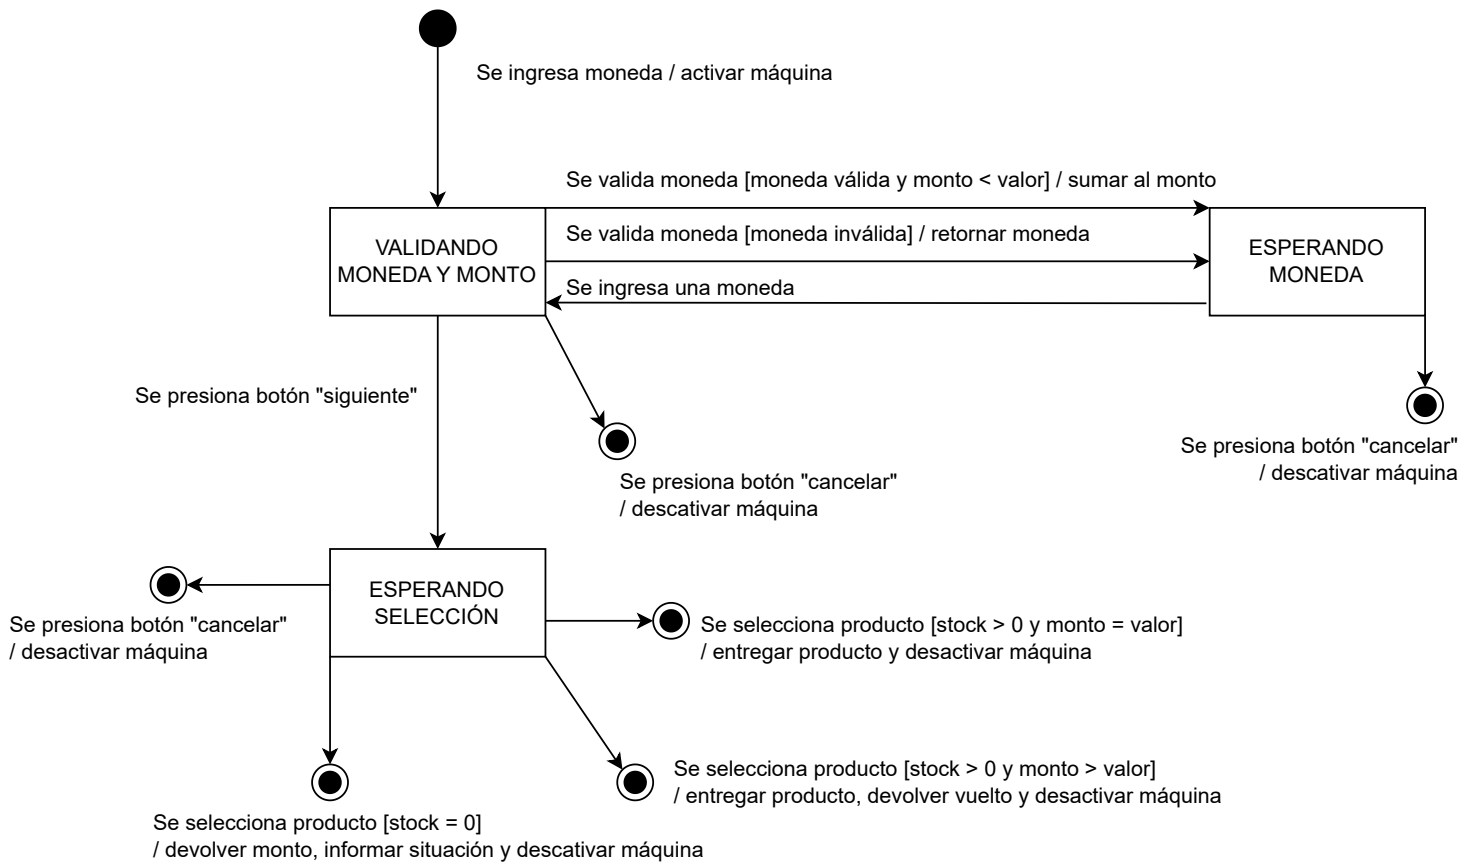 Se ingresa moneda / activar máquina
Se valida moneda [moneda válida y monto < valor] / sumar al monto
VALIDANDO
MONEDA Y MONTO
Se valida moneda [moneda inválida] / retornar moneda
Se ingresa una moneda
ESPERANDO
MONEDA
Se presiona botón "siguiente"
Se presiona botón "cancelar"
/ descativar máquina
Se presiona botón "cancelar"
/ descativar máquina
ESPERANDO
SELECCIÓN
Se presiona botón "cancelar"
/ desactivar máquina
Se selecciona producto [stock > 0 y monto = valor]
/ entregar producto y desactivar máquina
Se selecciona producto [stock > 0 y monto > valor]
/ entregar producto, devolver vuelto y desactivar máquina
Se selecciona producto [stock = 0]
/ devolver monto, informar situación y descativar máquina